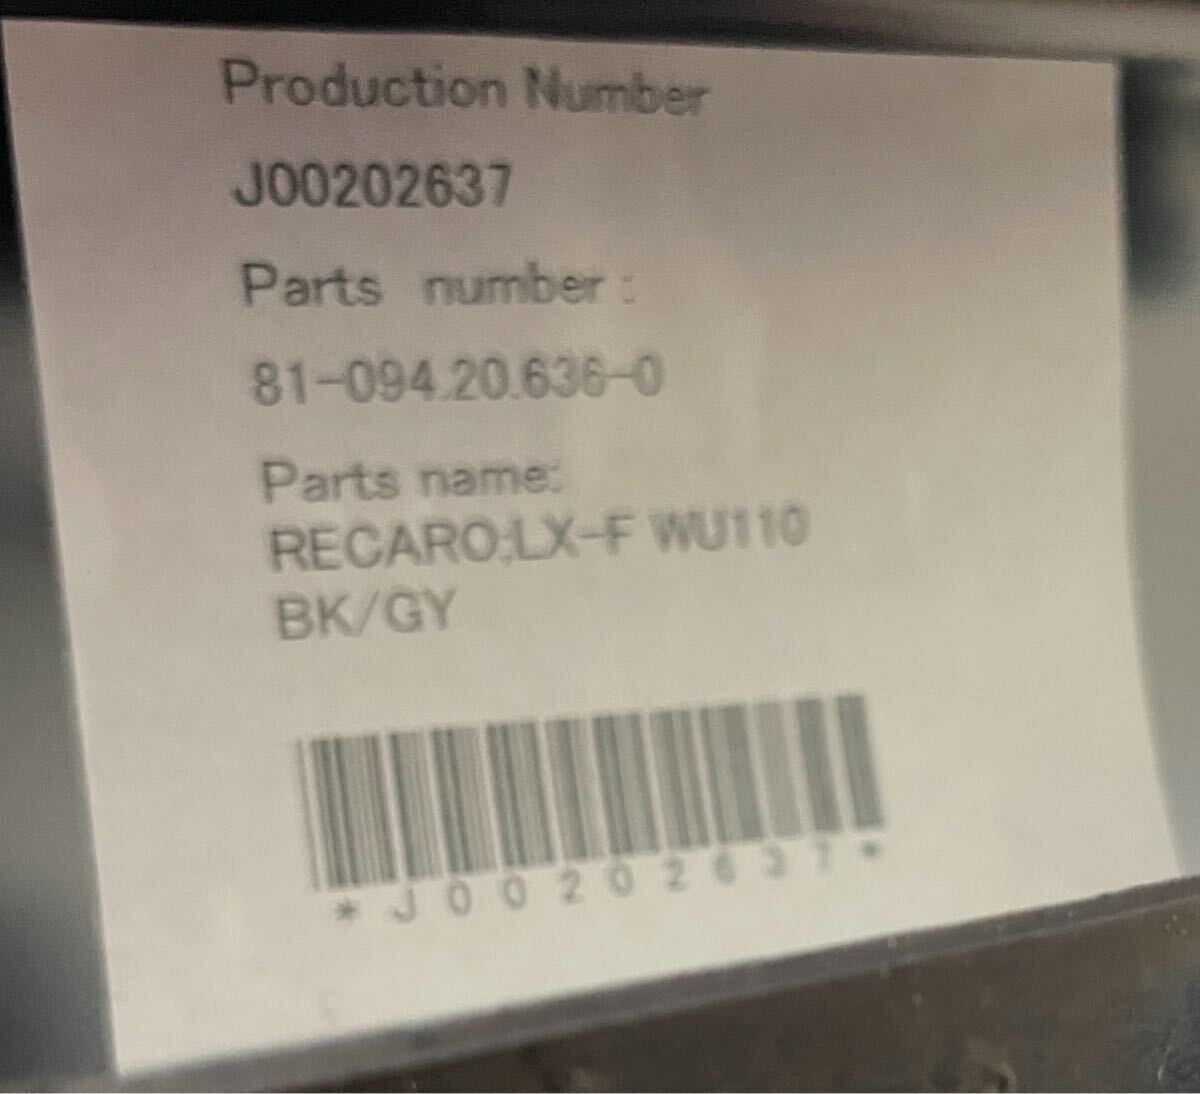 Production Number
J00202637
Parts number :
81-094.20.636-0
Parts name:
RECARO;LX-F WU110
BK/GY
*J00202637*